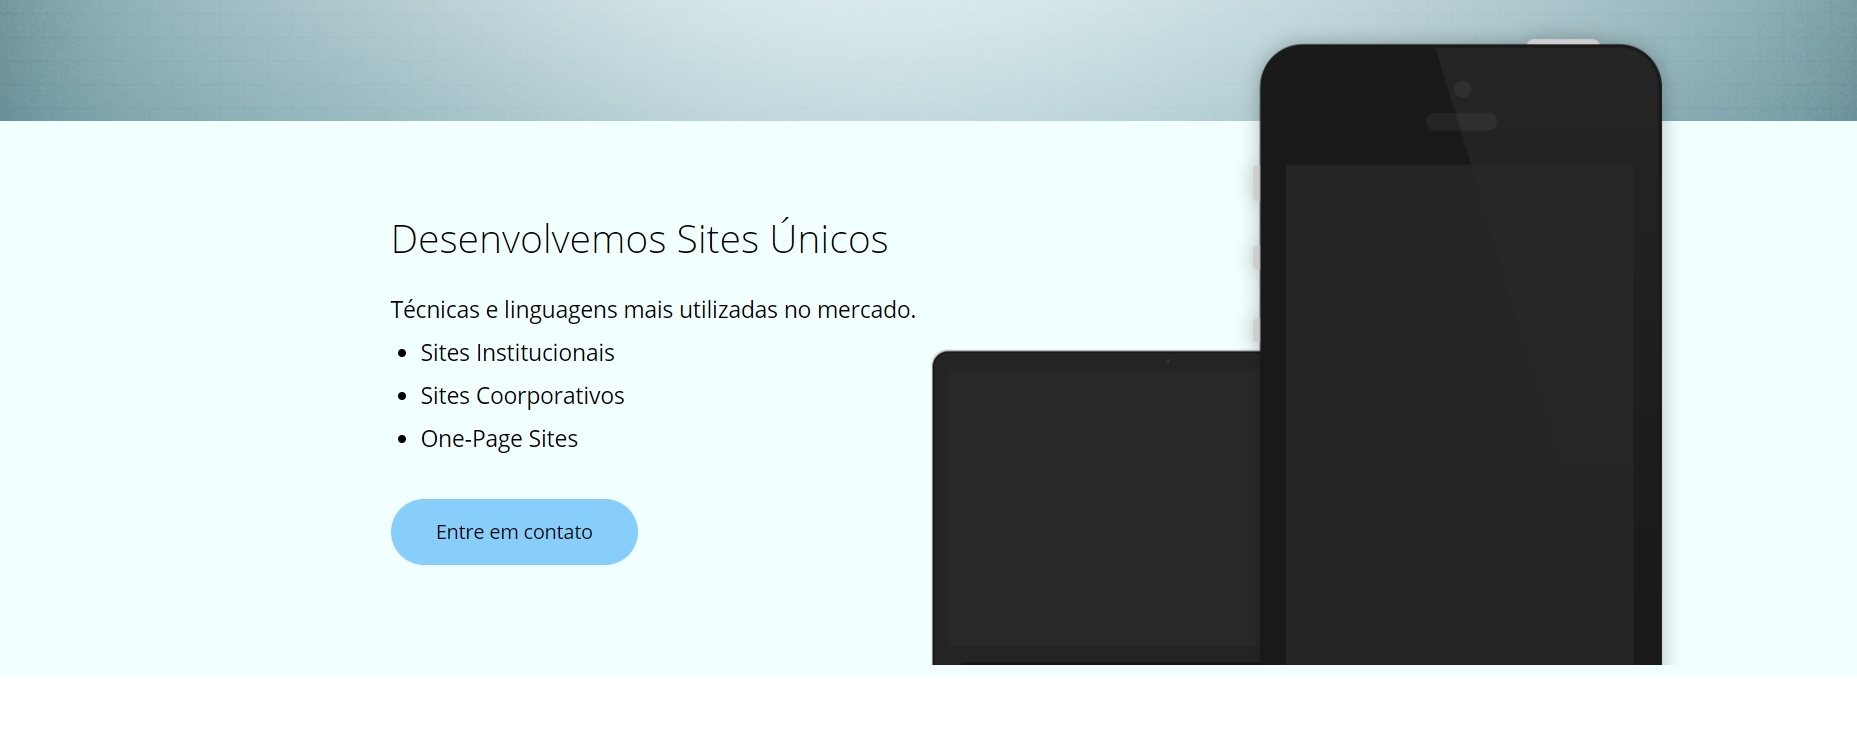 Desenvolvemos Sites Únicos
Técnicas e linguagens mais utilizadas no mercado.
Sites Institucionais
Sites Coorporativos
One-Page Sites
Entre em contato